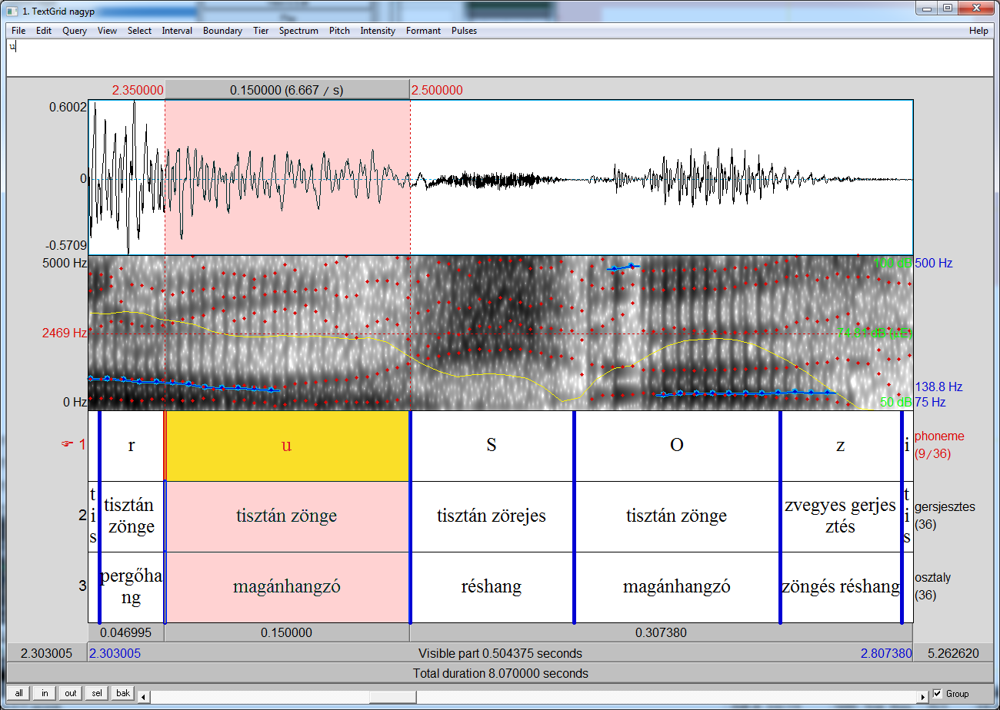 1. TextGrid nagyp
File Edit Query View Select Interval Boundary Tier Spectrum Pitch Intensity Formant Pulses Help
u
2.350000 0.150000 (6.667 / s) 2.500000
0.6002
0
-0.5709
5000 Hz 100 dB 500 Hz
2469 Hz
138.8 Hz
0 Hz 50 dB 75 Hz
☞ 1 r u S O z i phoneme
(9/36)
2 tis tisztán zönge tisztán zönge tisztán zörejes tisztán zönge zvegyes gerjesztés tis gersjesztes
(36)
3 pergőhang magánhangzó réshang magánhangzó zöngés réshang osztaly
(36)
0.046995 0.150000 0.307380
2.303005 2.303005 Visible part 0.504375 seconds 2.807380 5.262620
Total duration 8.070000 seconds
all in out sel bak Group